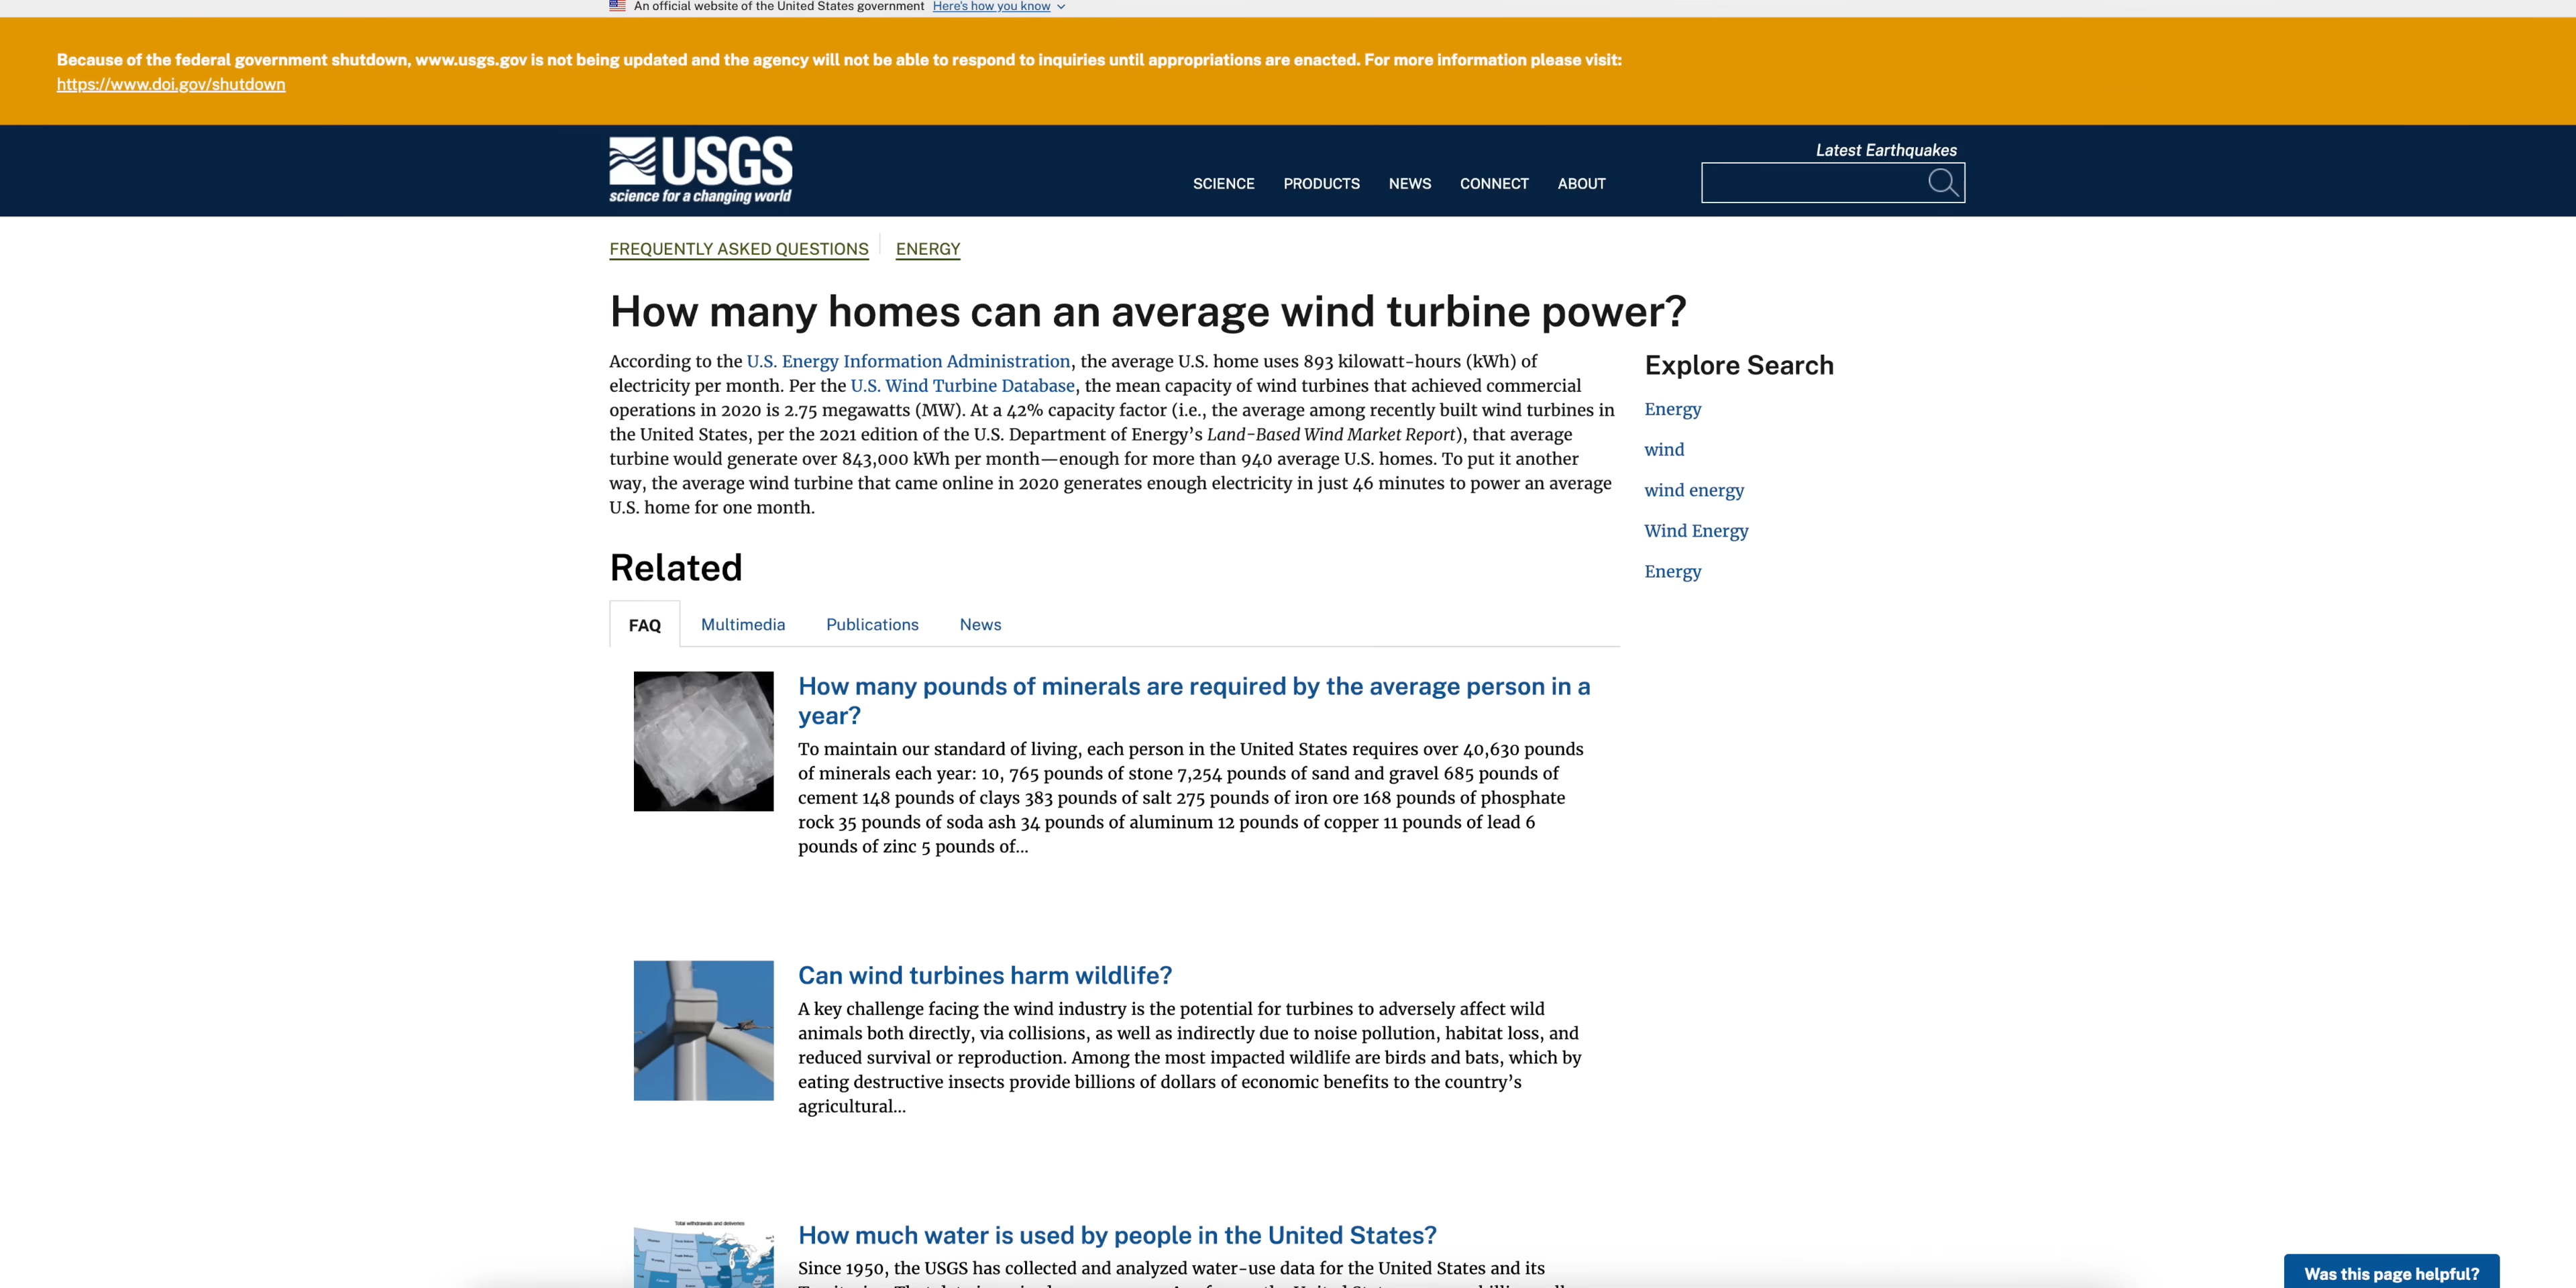 An official website of the United States government Here's how you know
Because of the federal government shutdown, www.usgs.gov is not being updated and the agency will not be able to respond to inquiries until appropriations are enacted. For more information please visit:
https://www.doi.gov/shutdown
USGS
science for a changing world
SCIENCE PRODUCTS NEWS CONNECT ABOUT
Latest Earthquakes
FREQUENTLY ASKED QUESTIONS ENERGY
How many homes can an average wind turbine power?
According to the U.S. Energy Information Administration, the average U.S. home uses 893 kilowatt-hours (kWh) of
electricity per month. Per the U.S. Wind Turbine Database, the mean capacity of wind turbines that achieved commercial
operations in 2020 is 2.75 megawatts (MW). At a 42% capacity factor (i.e., the average among recently built wind turbines in
the United States, per the 2021 edition of the U.S. Department of Energy’s Land-Based Wind Market Report), that average
turbine would generate over 843,000 kWh per month—enough for more than 940 average U.S. homes. To put it another
way, the average wind turbine that came online in 2020 generates enough electricity in just 46 minutes to power an average
U.S. home for one month.
Explore Search
Energy
wind
wind energy
Wind Energy
Energy
Related
FAQ Multimedia Publications News
How many pounds of minerals are required by the average person in a
year?
To maintain our standard of living, each person in the United States requires over 40,630 pounds
of minerals each year: 10, 765 pounds of stone 7,254 pounds of sand and gravel 685 pounds of
cement 148 pounds of clays 383 pounds of salt 275 pounds of iron ore 168 pounds of phosphate
rock 35 pounds of soda ash 34 pounds of aluminum 12 pounds of copper 11 pounds of lead 6
pounds of zinc 5 pounds of...
Can wind turbines harm wildlife?
A key challenge facing the wind industry is the potential for turbines to adversely affect wild
animals both directly, via collisions, as well as indirectly due to noise pollution, habitat loss, and
reduced survival or reproduction. Among the most impacted wildlife are birds and bats, which by
eating destructive insects provide billions of dollars of economic benefits to the country’s
agricultural...
Total withdrawals and deliveries
How much water is used by people in the United States?
Since 1950, the USGS has collected and analyzed water-use data for the United States and its
Was this page helpful?